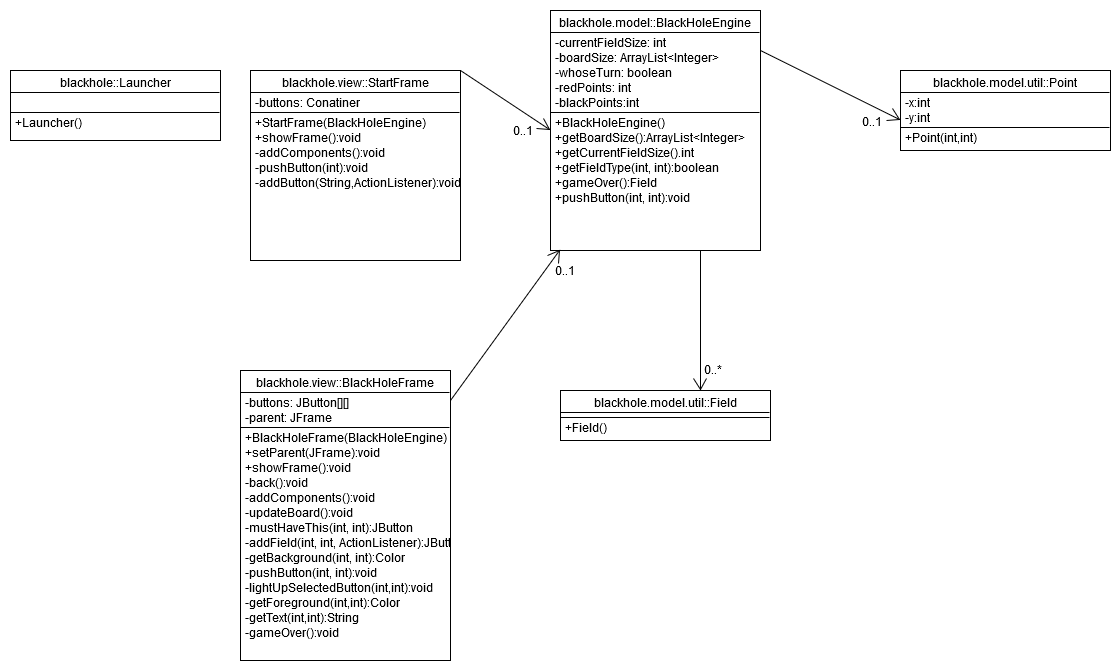 blackhole::Launcher
+Launcher()
blackhole.view::StartFrame
-buttons: Conatiner
+StartFrame(BlackHoleEngine)
+showFrame():void
-addComponents():void
-pushButton(int):void
-addButton(String,ActionListener):void
0..1
blackhole.model::BlackHoleEngine
-currentFieldSize: int
-boardSize: ArrayList<Integer>
-whoseTurn: boolean
-redPoints: int
-blackPoints:int
+BlackHoleEngine()
+getBoardSize():ArrayList<Integer>
+getCurrentFieldSize().int
+getFieldType(int, int):boolean
+gameOver():Field
+pushButton(int, int):void
0..1
blackhole.model.util::Point
-x:int
-y:int
+Point(int,int)
0..1
blackhole.view::BlackHoleFrame
-buttons: JButton[][]
-parent: JFrame
+BlackHoleFrame(BlackHoleEngine)
+setParent(JFrame):void
+showFrame():void
-back():void
-addComponents():void
-updateBoard():void
-mustHaveThis(int, int):JButton
-addField(int, int, ActionListener):JButt
-getBackground(int, int):Color
-pushButton(int, int):void
-lightUpSelectedButton(int,int):void
-getForeground(int,int):Color
-getText(int,int):String
-gameOver():void
0..*
blackhole.model.util::Field
+Field()